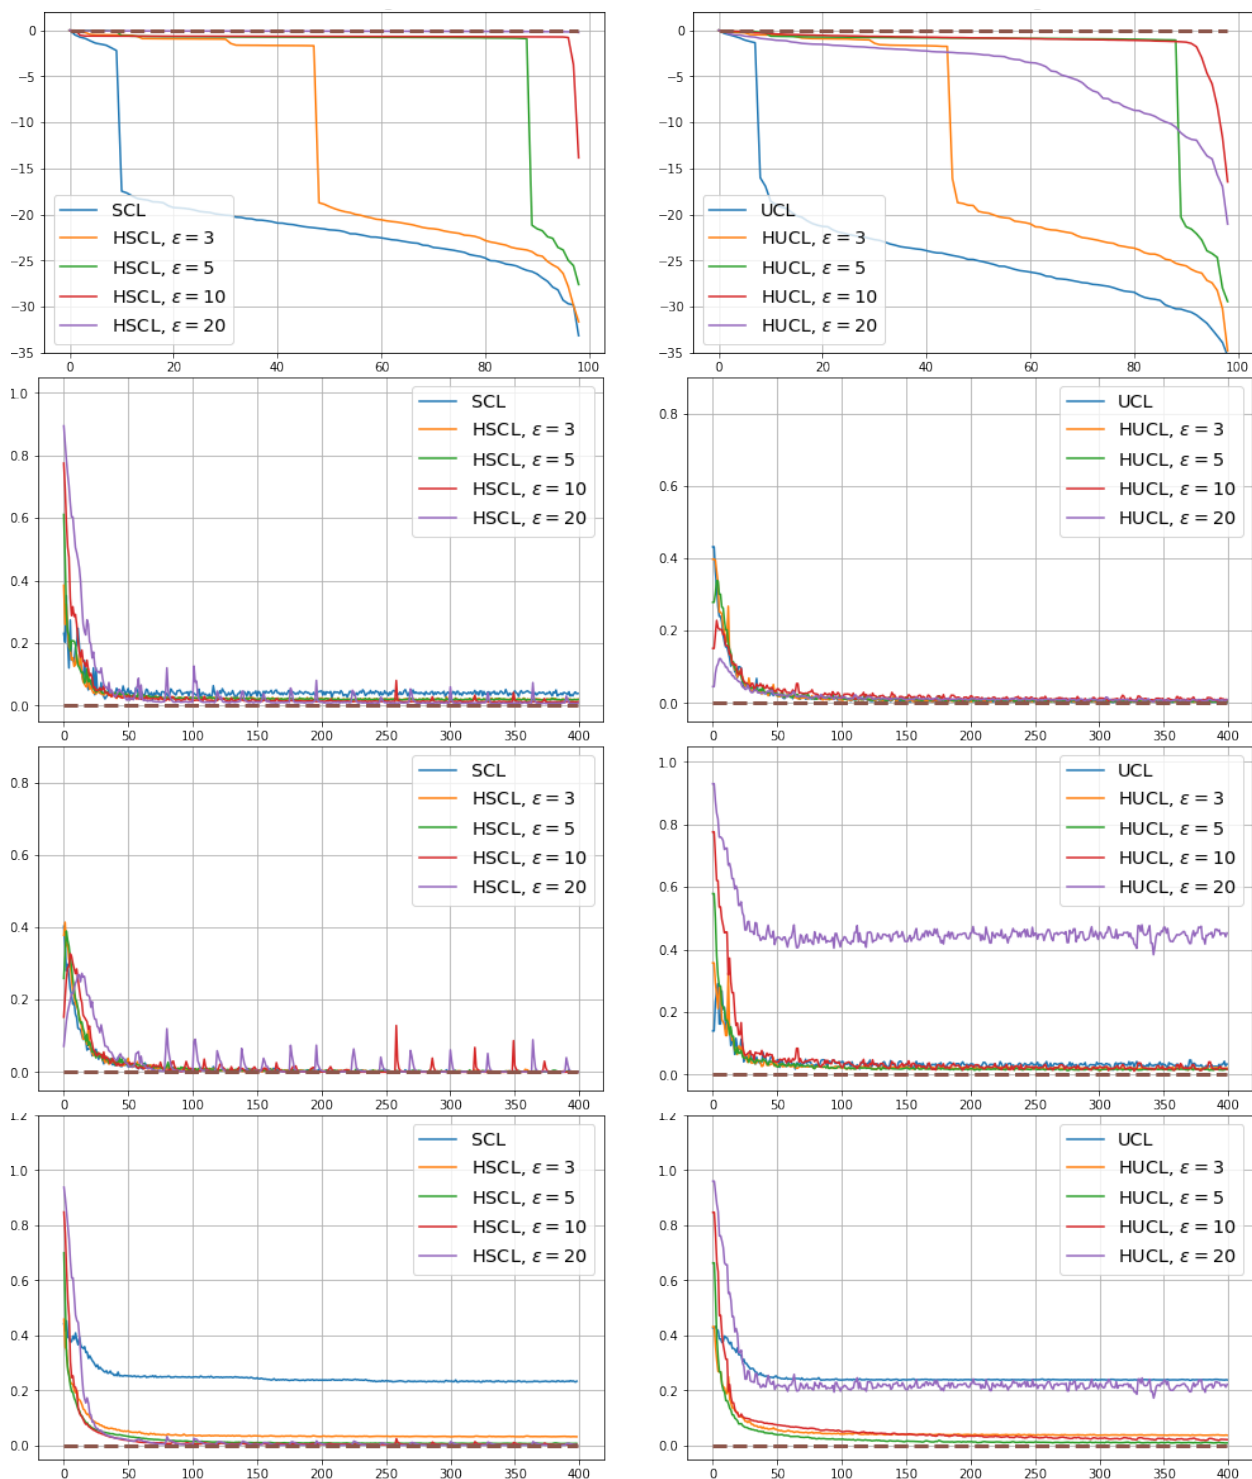 0
−5
−10
−15
−20
−25
−30
−35
0 20 40 60 80 100
SCL
HSCL, ε = 3
HSCL, ε = 5
HSCL, ε = 10
HSCL, ε = 20
0
−5
−10
−15
−20
−25
−30
−35
0 20 40 60 80 100
UCL
HUCL, ε = 3
HUCL, ε = 5
HUCL, ε = 10
HUCL, ε = 20
1.0
0.8
0.6
0.4
0.2
0.0
0 50 100 150 200 250 300 350 400
SCL
HSCL, ε = 3
HSCL, ε = 5
HSCL, ε = 10
HSCL, ε = 20
0.8
0.6
0.4
0.2
0.0
0 50 100 150 200 250 300 350 400
UCL
HUCL, ε = 3
HUCL, ε = 5
HUCL, ε = 10
HUCL, ε = 20
0.8
0.6
0.4
0.2
0.0
0 50 100 150 200 250 300 350 400
SCL
HSCL, ε = 3
HSCL, ε = 5
HSCL, ε = 10
HSCL, ε = 20
1.0
0.8
0.6
0.4
0.2
0.0
0 50 100 150 200 250 300 350 400
UCL
HUCL, ε = 3
HUCL, ε = 5
HUCL, ε = 10
HUCL, ε = 20
1.2
1.0
0.8
0.6
0.4
0.2
0.0
0 50 100 150 200 250 300 350 400
SCL
HSCL, ε = 3
HSCL, ε = 5
HSCL, ε = 10
HSCL, ε = 20
1.2
1.0
0.8
0.6
0.4
0.2
0.0
0 50 100 150 200 250 300 350 400
UCL
HUCL, ε = 3
HUCL, ε = 5
HUCL, ε = 10
HUCL, ε = 20